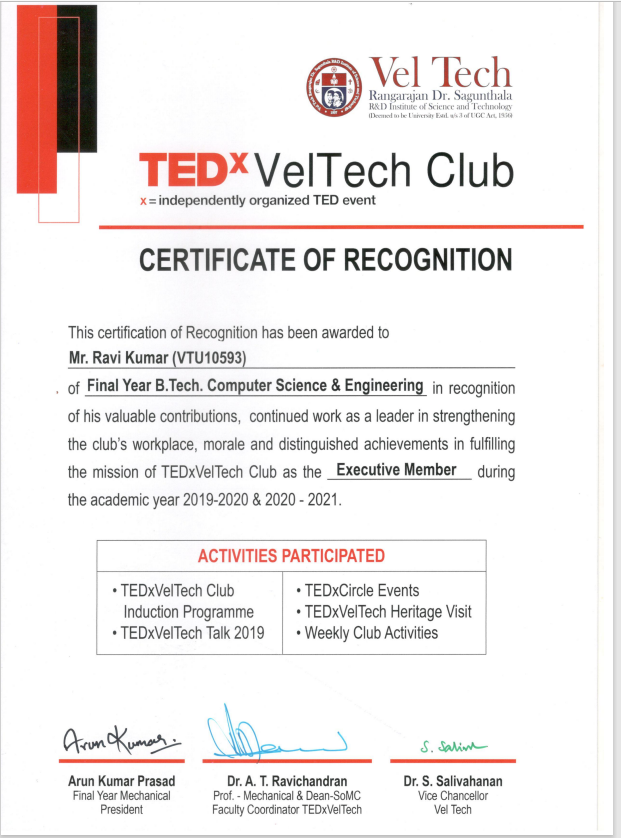 Vel Tech
Rangarajan Dr. Sagunthala
R&D Institute of Science and Technology
(Deemed to be University Estd. u/s 3 of UGC Act, 1956)
TEDx VelTech Club
x = independently organized TED event
CERTIFICATE OF RECOGNITION
This certification of Recognition has been awarded to
Mr. Ravi Kumar (VTU10593)
of Final Year B.Tech. Computer Science & Engineering in recognition
of his valuable contributions, continued work as a leader in strengthening
the club's workplace, morale and distinguished achievements in fulfilling
the mission of TEDxVelTech Club as the Executive Member during
the academic year 2019-2020 & 2020 - 2021.
ACTIVITIES PARTICIPATED
• TEDxVelTech Club
Induction Programme
• TEDxVelTech Talk 2019
• TEDxCircle Events
• TEDxVelTech Heritage Visit
• Weekly Club Activities
Arun Kumar.
S. Salivah
Arun Kumar Prasad
Final Year Mechanical
President
Dr. A. T. Ravichandran
Prof. - Mechanical & Dean-SoMC
Faculty Coordinator TEDxVelTech
Dr. S. Salivahanan
Vice Chancellor
Vel Tech